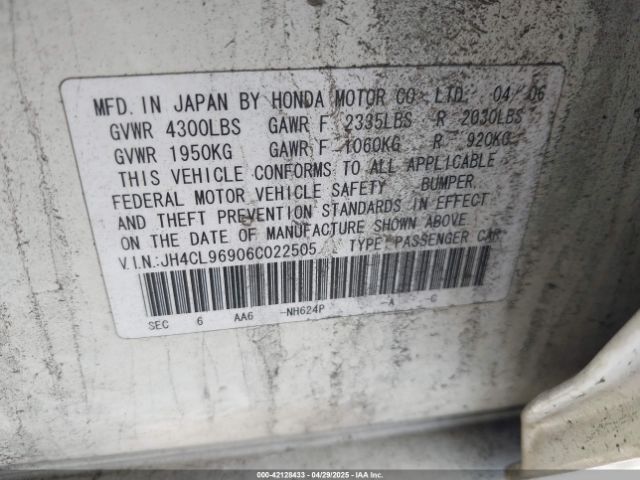 MFD. IN JAPAN BY HONDA MOTOR CO., LTD. 04 06
GVWR 4300LBS GAWR F 2335LBS R 2030LBS
GVWR 1950KG GAWR F 1060KG R 920KG
THIS VEHICLE CONFORMS TO ALL APPLICABLE
FEDERAL MOTOR VEHICLE SAFETY BUMPER,
AND THEFT PREVENTION STANDARDS IN EFFECT
ON THE DATE OF MANUFACTURE SHOWN ABOVE
V.I.N.:JH4CL96906C022505 TYPE:PASSENGER CAR
SEC 6 AA6 -NH624P -A -C
000-42128433 - 04/29/2025 - IAAI.COM